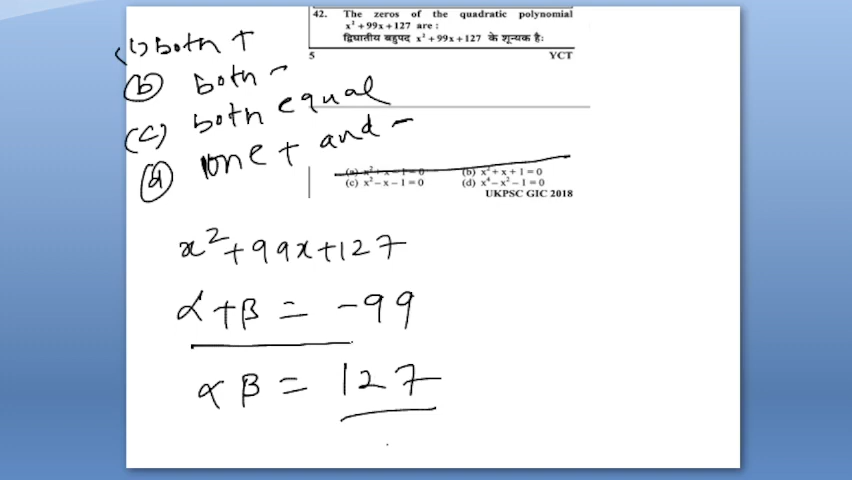 42. The zeros of the quadratic polynomial
x² + 99x + 127 are :
द्विघातीय बहुपद x² + 99x + 127 के शून्यक है:
5 YCT
(1) both +
(b) both -
(c) both equal
(d) one + and -
(a) x² + x - 1 = 0 (b) x² + x + 1 = 0
(c) x² - x - 1 = 0 (d) x⁴ - x² - 1 = 0
UKPSC GIC 2018
x² + 99x + 127
α + β = -99
α β = 127